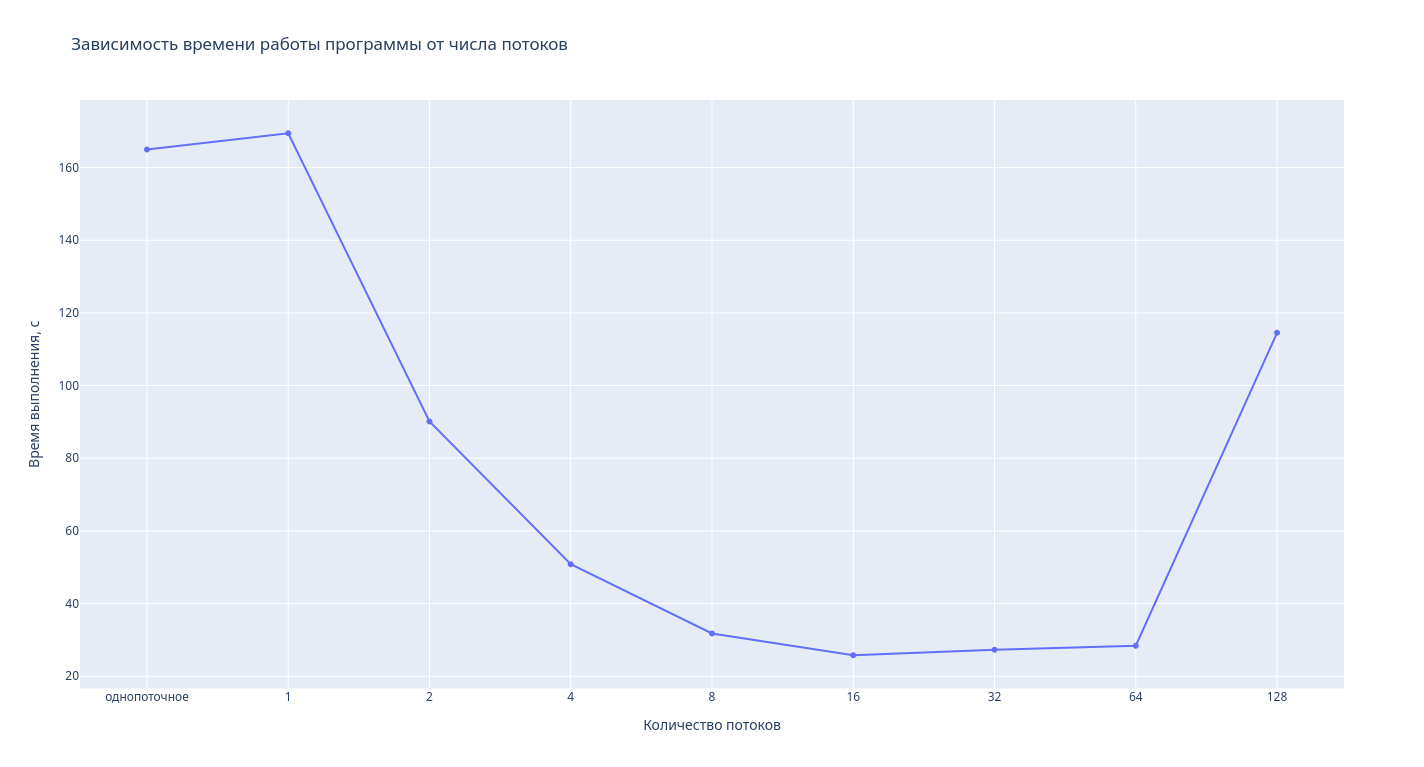 Зависимость времени работы программы от числа потоков
Время выполнения, с
160
140
120
100
80
60
40
20
однопоточное 1 2 4 8 16 32 64 128
Количество потоков